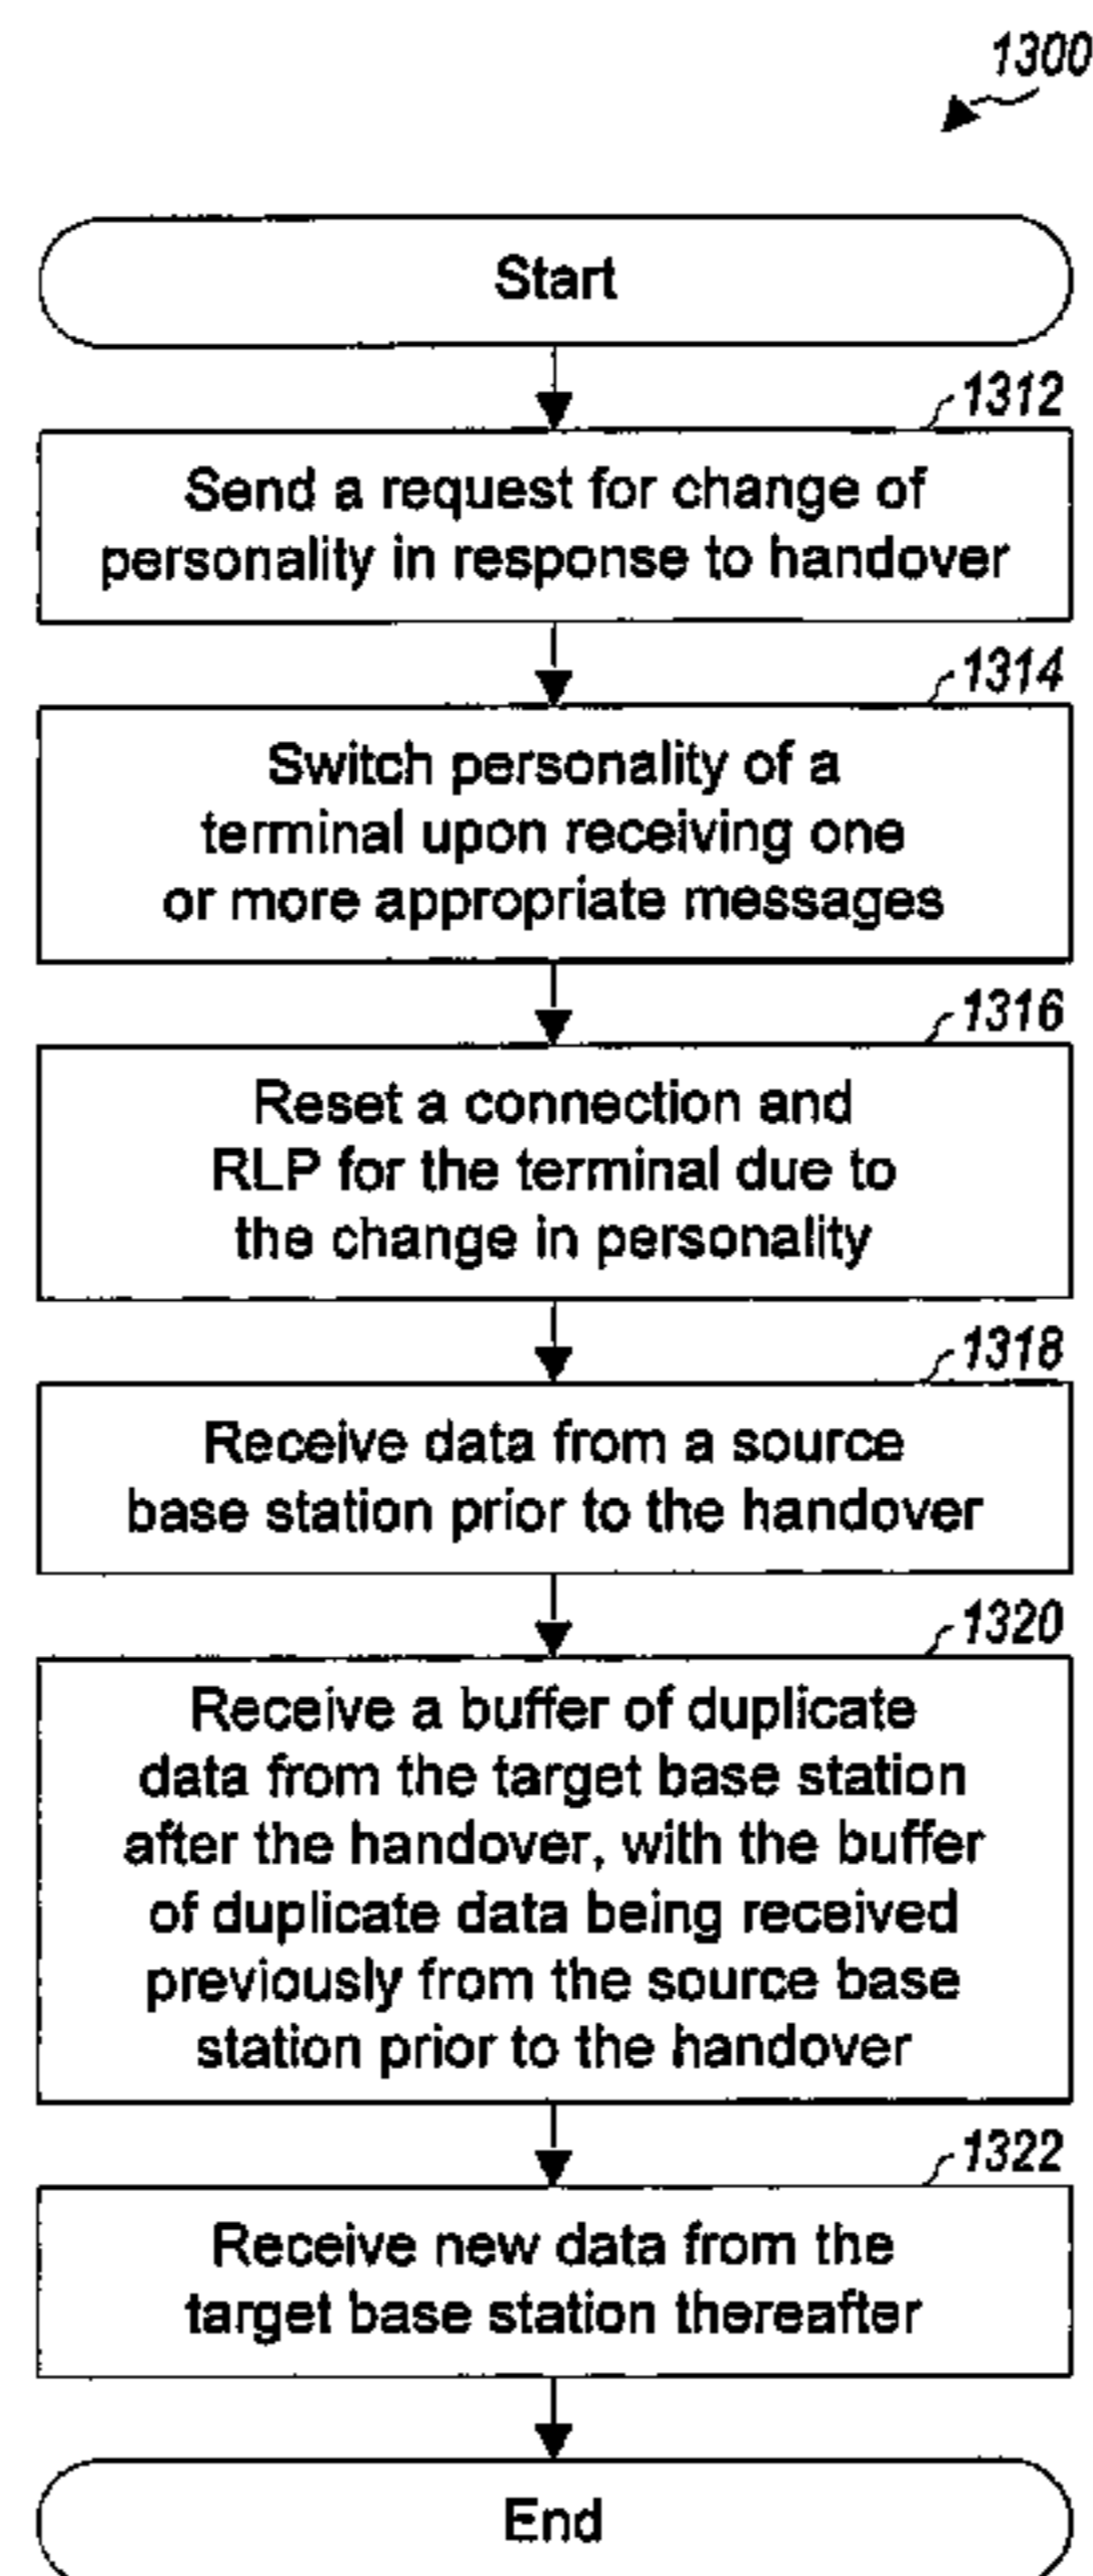 1300
Start
1312
Send a request for change of
personality in response to handover
1314
Switch personality of a
terminal upon receiving one
or more appropriate messages
1316
Reset a connection and
RLP for the terminal due to
the change in personality
1318
Receive data from a source
base station prior to the handover
1320
Receive a buffer of duplicate
data from the target base station
after the handover, with the buffer
of duplicate data being received
previously from the source base
station prior to the handover
1322
Receive new data from the
target base station thereafter
End